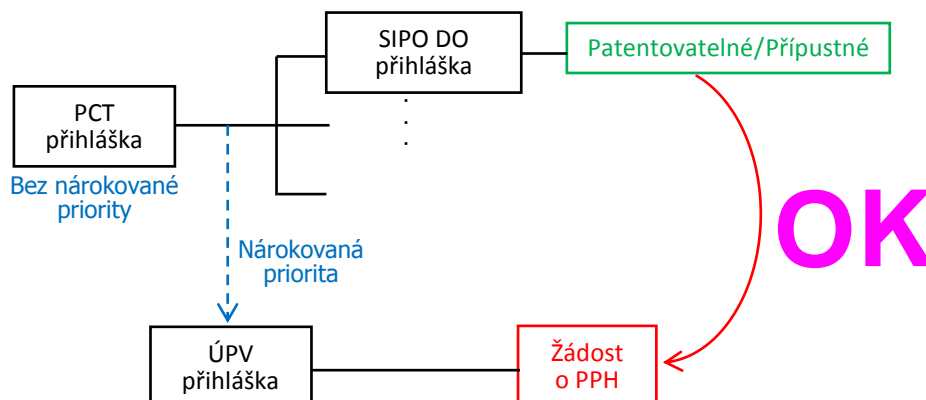 SIPO DO
přihláška
Patentovatelné/Přípustné
PCT
přihláška
Bez nárokované
priority
OK
Nárokovaná
priorita
ÚPV
přihláška
Žádost
o PPH